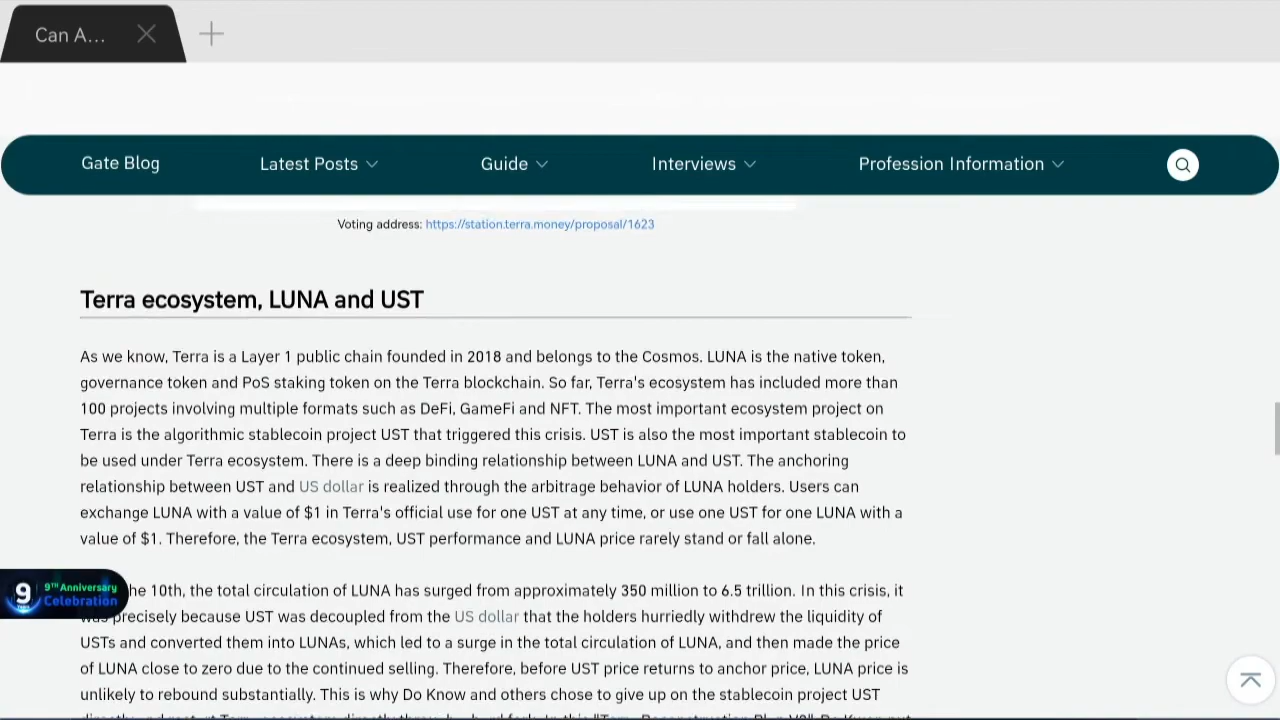 Can A...
Gate Blog
Latest Posts
Guide
Interviews
Profession Information
Voting address: https://station.terra.money/proposal/1623
Terra ecosystem, LUNA and UST
As we know, Terra is a Layer 1 public chain founded in 2018 and belongs to the Cosmos. LUNA is the native token,
governance token and PoS staking token on the Terra blockchain. So far, Terra's ecosystem has included more than
100 projects involving multiple formats such as DeFi, GameFi and NFT. The most important ecosystem project on
Terra is the algorithmic stablecoin project UST that triggered this crisis. UST is also the most important stablecoin to
be used under Terra ecosystem. There is a deep binding relationship between LUNA and UST. The anchoring
relationship between UST and US dollar is realized through the arbitrage behavior of LUNA holders. Users can
exchange LUNA with a value of $1 in Terra's official use for one UST at any time, or use one UST for one LUNA with a
value of $1. Therefore, the Terra ecosystem, UST performance and LUNA price rarely stand or fall alone.
9 YEARS
9TH Anniversary
Celebration
he 10th, the total circulation of LUNA has surged from approximately 350 million to 6.5 trillion. In this crisis, it
was precisely because UST was decoupled from the US dollar that the holders hurriedly withdrew the liquidity of
USTs and converted them into LUNAs, which led to a surge in the total circulation of LUNA, and then made the price
of LUNA close to zero due to the continued selling. Therefore, before UST price returns to anchor price, LUNA price is
unlikely to rebound substantially. This is why Do Know and others chose to give up on the stablecoin project UST